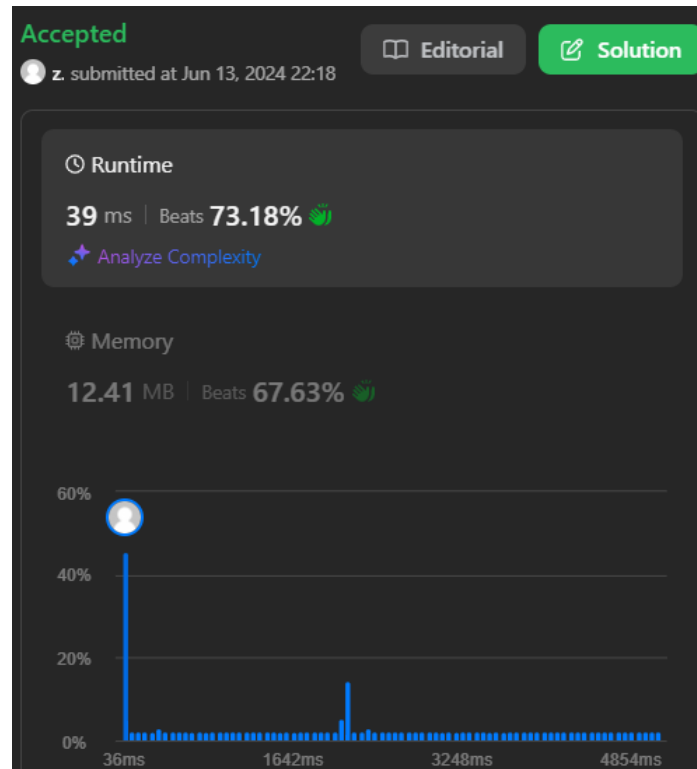 Accepted
Editorial
Solution
z. submitted at Jun 13, 2024 22:18
Runtime
39 ms Beats 73.18%
Analyze Complexity
Memory
12.41 MB Beats 67.63%
60%
40%
20%
0%
36ms 1642ms 3248ms 4854ms